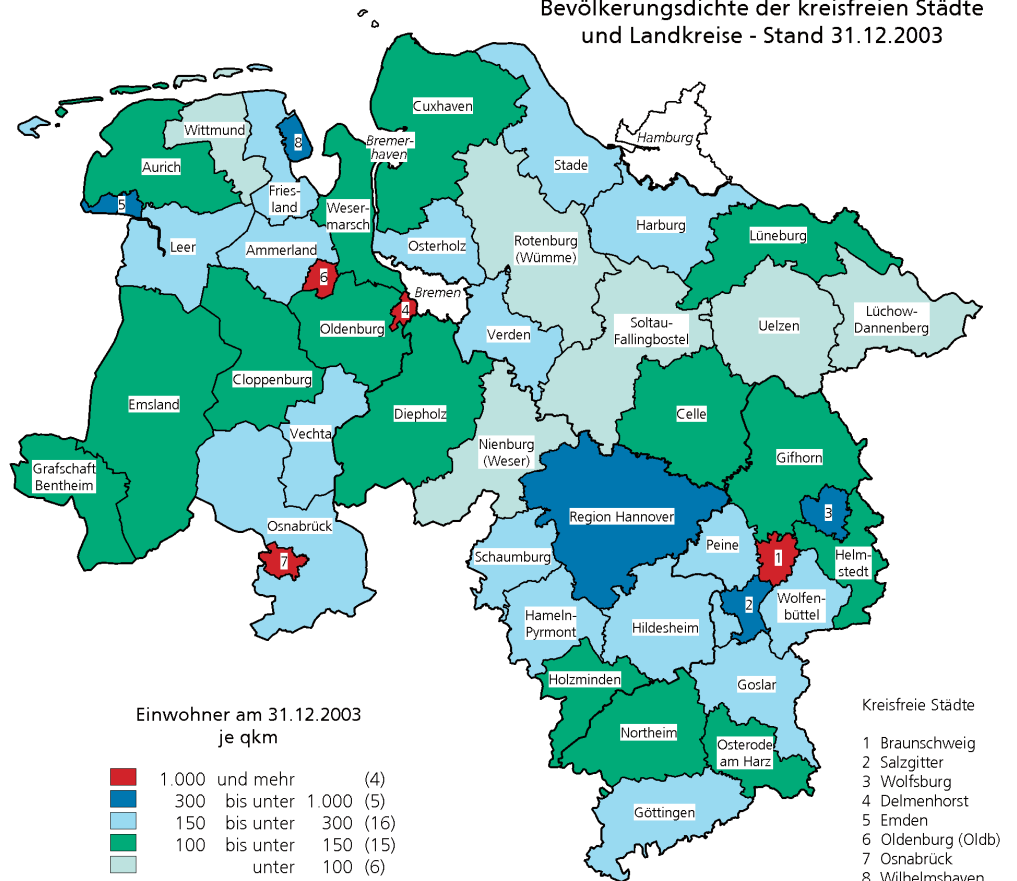 Bevölkerungsdichte der kreisfreien Städte
und Landkreise - Stand 31.12.2003
Cuxhaven
Wittmund
8
Bremer-
haven
Hamburg
Aurich
Stade
Fries-
land
5
Weser-
marsch
Harburg
Lüneburg
Leer
Ammerland
Osterholz
Rotenburg
(Wümme)
6
Bremen
4
Oldenburg
Verden
Soltau-
Fallingbostel
Uelzen
Lüchow-
Dannenberg
Cloppenburg
Emsland
Diepholz
Celle
Vechta
Nienburg
(Weser)
Gifhorn
Grafschaft
Bentheim
Region Hannover
3
Osnabrück
7
Schaumburg
Peine
1
Helm-
stedt
2
Wolfen-
büttel
Hameln-
Pyrmont
Hildesheim
Holzminden
Goslar
Northeim
Osterode
am Harz
Göttingen
Einwohner am 31.12.2003
je qkm
1.000 und mehr (4)
300 bis unter 1.000 (5)
150 bis unter 300 (16)
100 bis unter 150 (15)
unter 100 (6)
Kreisfreie Städte
1 Braunschweig
2 Salzgitter
3 Wolfsburg
4 Delmenhorst
5 Emden
6 Oldenburg (Oldb)
7 Osnabrück
8 Wilhelmshaven